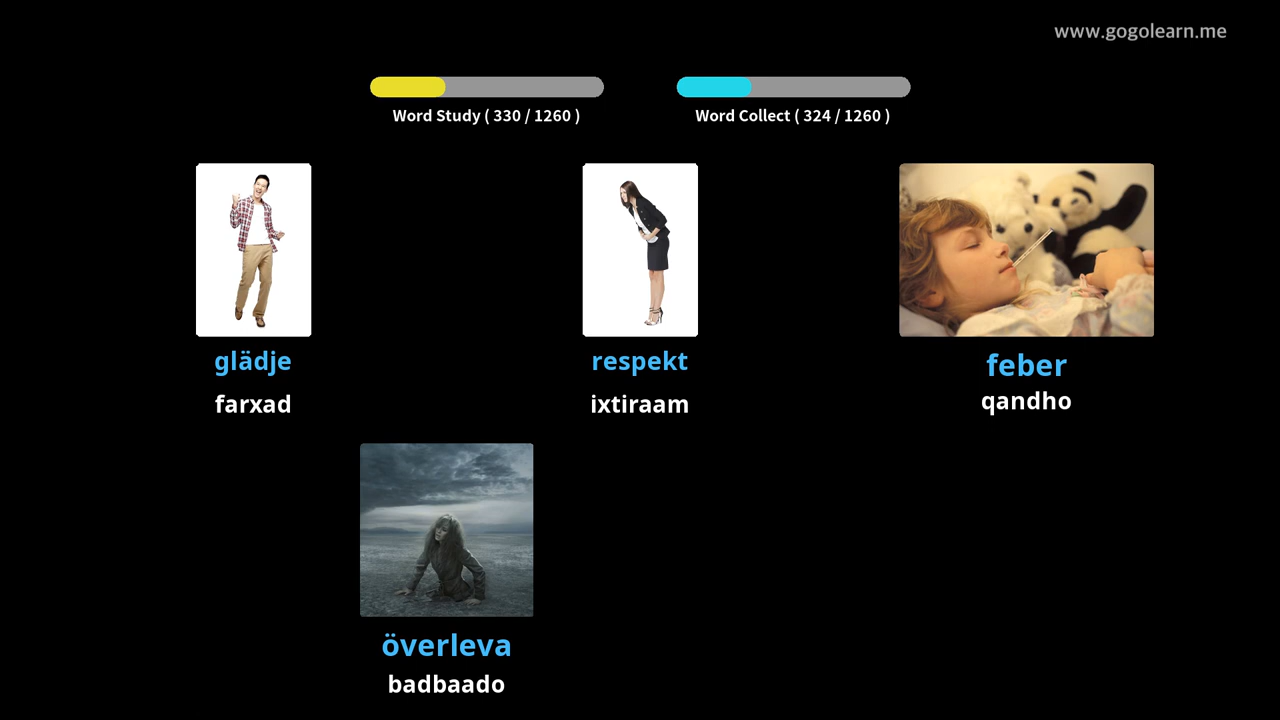 www.gogolearn.me
Word Study ( 330 / 1260 )
Word Collect ( 324 / 1260 )
glädje
farxad
respekt
ixtiraam
feber
qandho
överleva
badbaado